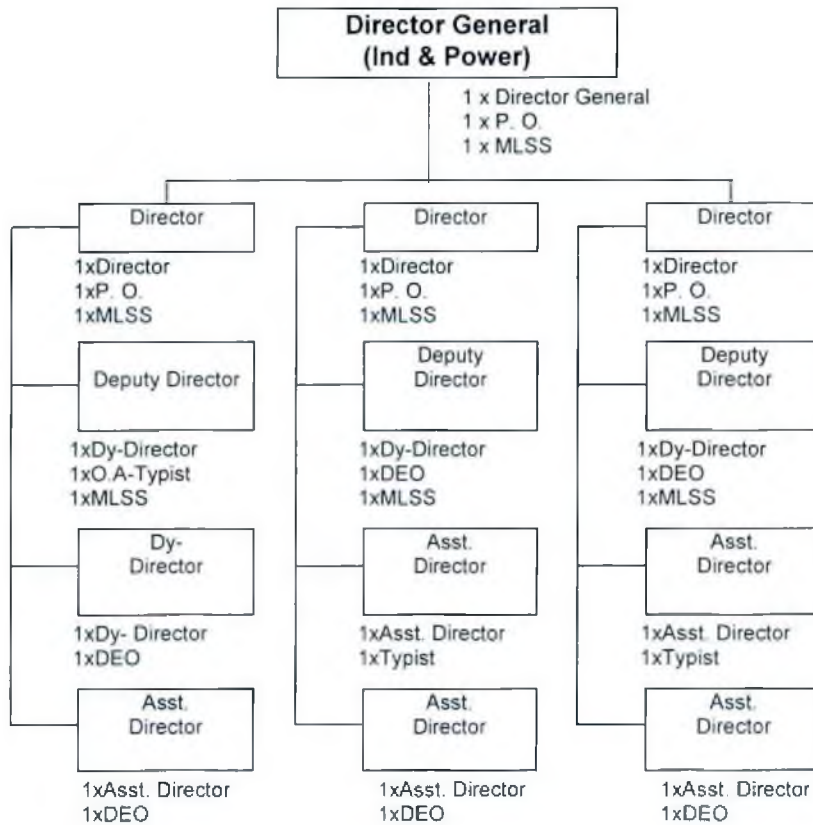 Director General
(Ind & Power)
1 x Director General
1 x P. O.
1 x MLSS
Director
1xDirector
1xP. O.
1xMLSS
Deputy Director
1xDy-Director
1xO.A-Typist
1xMLSS
Dy-
Director
1xDy- Director
1xDEO
Asst.
Director
1xAsst. Director
1xDEO
Director
1xDirector
1xP. O.
1xMLSS
Deputy
Director
1xDy-Director
1xDEO
1xMLSS
Asst.
Director
1xAsst. Director
1xTypist
Asst.
Director
1xAsst. Director
1xDEO
Director
1xDirector
1xP. O.
1xMLSS
Deputy
Director
1xDy-Director
1xDEO
1xMLSS
Asst.
Director
1xAsst. Director
1xTypist
Asst.
Director
1xAsst. Director
1xDEO